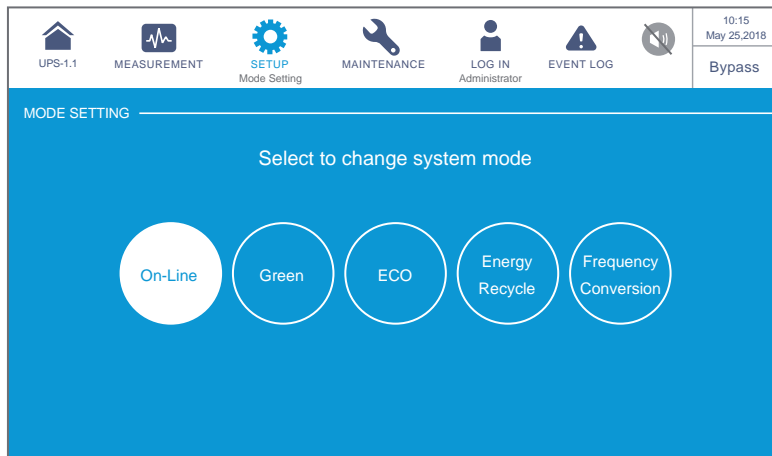 UPS-1.1
MEASUREMENT
SETUP
Mode Setting
MAINTENANCE
LOG IN
Administrator
EVENT LOG
10:15
May 25,2018
Bypass
MODE SETTING
Select to change system mode
On-Line
Green
ECO
Energy
Recycle
Frequency
Conversion